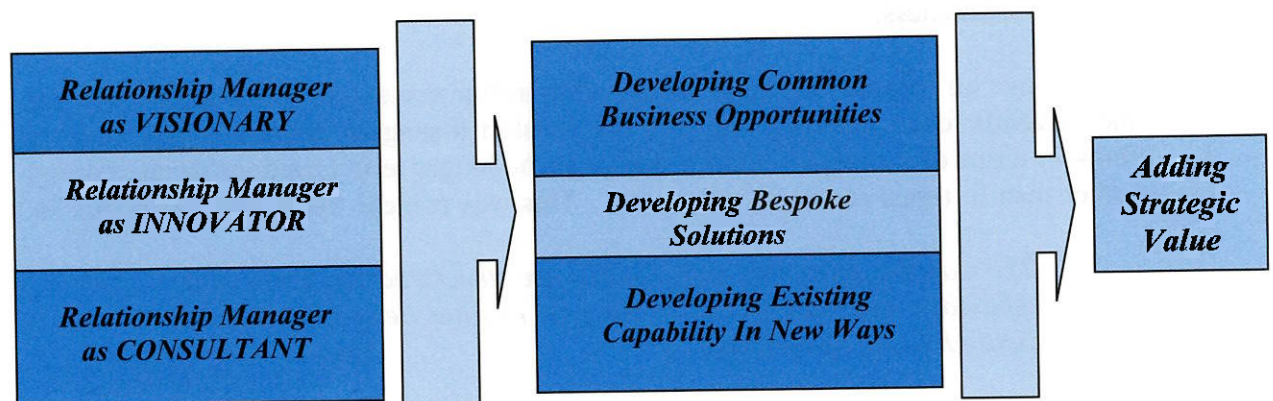 Relationship Manager
as VISIONARY
Relationship Manager
as INNOVATOR
Relationship Manager
as CONSULTANT
Developing Common
Business Opportunities
Developing Bespoke
Solutions
Developing Existing
Capability In New Ways
Adding
Strategic
Value